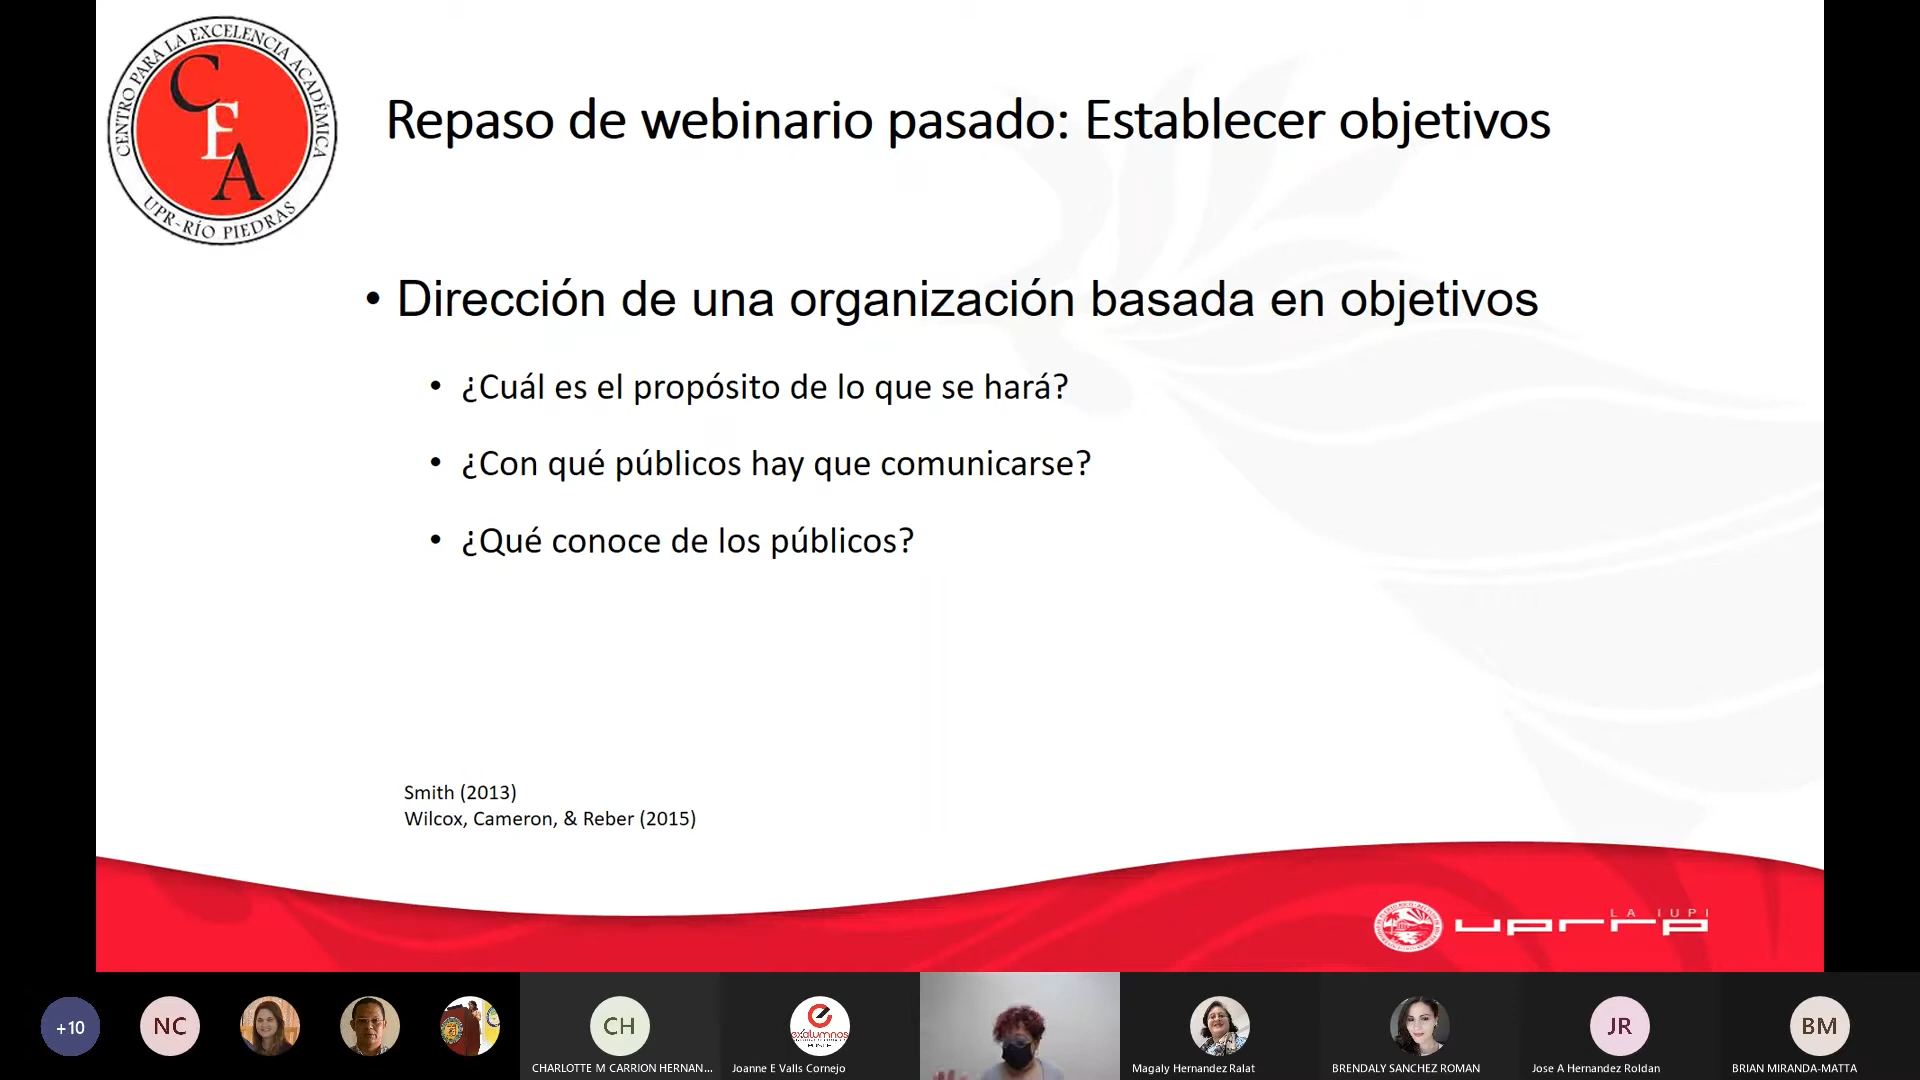 CENTRO PARA LA EXCELENCIA ACADÉMICA
CEA
UPR-RÍO PIEDRAS
Repaso de webinario pasado: Establecer objetivos
• Dirección de una organización basada en objetivos
• ¿Cuál es el propósito de lo que se hará?
• ¿Con qué públicos hay que comunicarse?
• ¿Qué conoce de los públicos?
Smith (2013)
Wilcox, Cameron, & Reber (2015)
LA IUPI
uprrp
+10
NC
CH
exalumnos
JR
BM
CHARLOTTE M CARRION HERNAN...
Joanne E Valls Cornejo
Magaly Hernandez Ralat
BRENDALY SANCHEZ ROMAN
Jose A Hernandez Roldan
BRIAN MIRANDA-MATTA